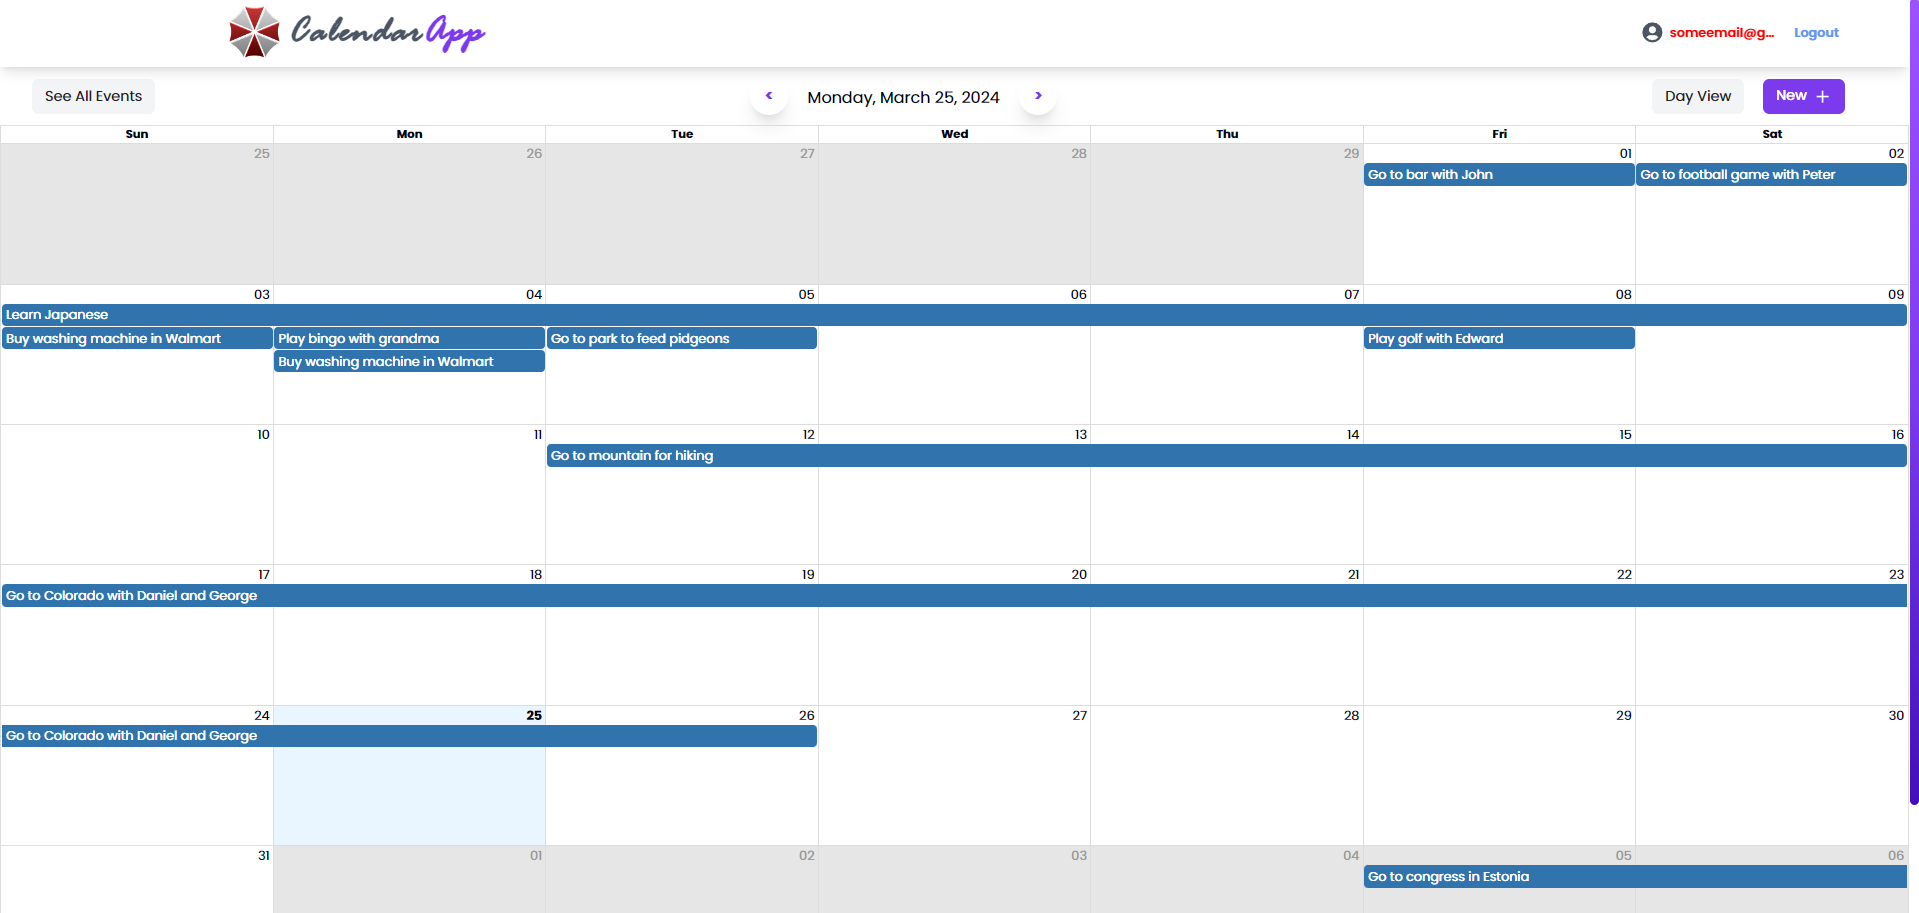 Calendar App
someemail@g...
Logout
See All Events
<
Monday, March 25, 2024
>
Day View
New +
Sun Mon Tue Wed Thu Fri Sat
25 26 27 28 29 01 02
Go to bar with John
Go to football game with Peter
03 04 05 06 07 08 09
Learn Japanese
Buy washing machine in Walmart
Play bingo with grandma
Go to park to feed pidgeons
Play golf with Edward
Buy washing machine in Walmart
10 11 12 13 14 15 16
Go to mountain for hiking
17 18 19 20 21 22 23
Go to Colorado with Daniel and George
24 25 26 27 28 29 30
Go to Colorado with Daniel and George
31 01 02 03 04 05 06
Go to congress in Estonia